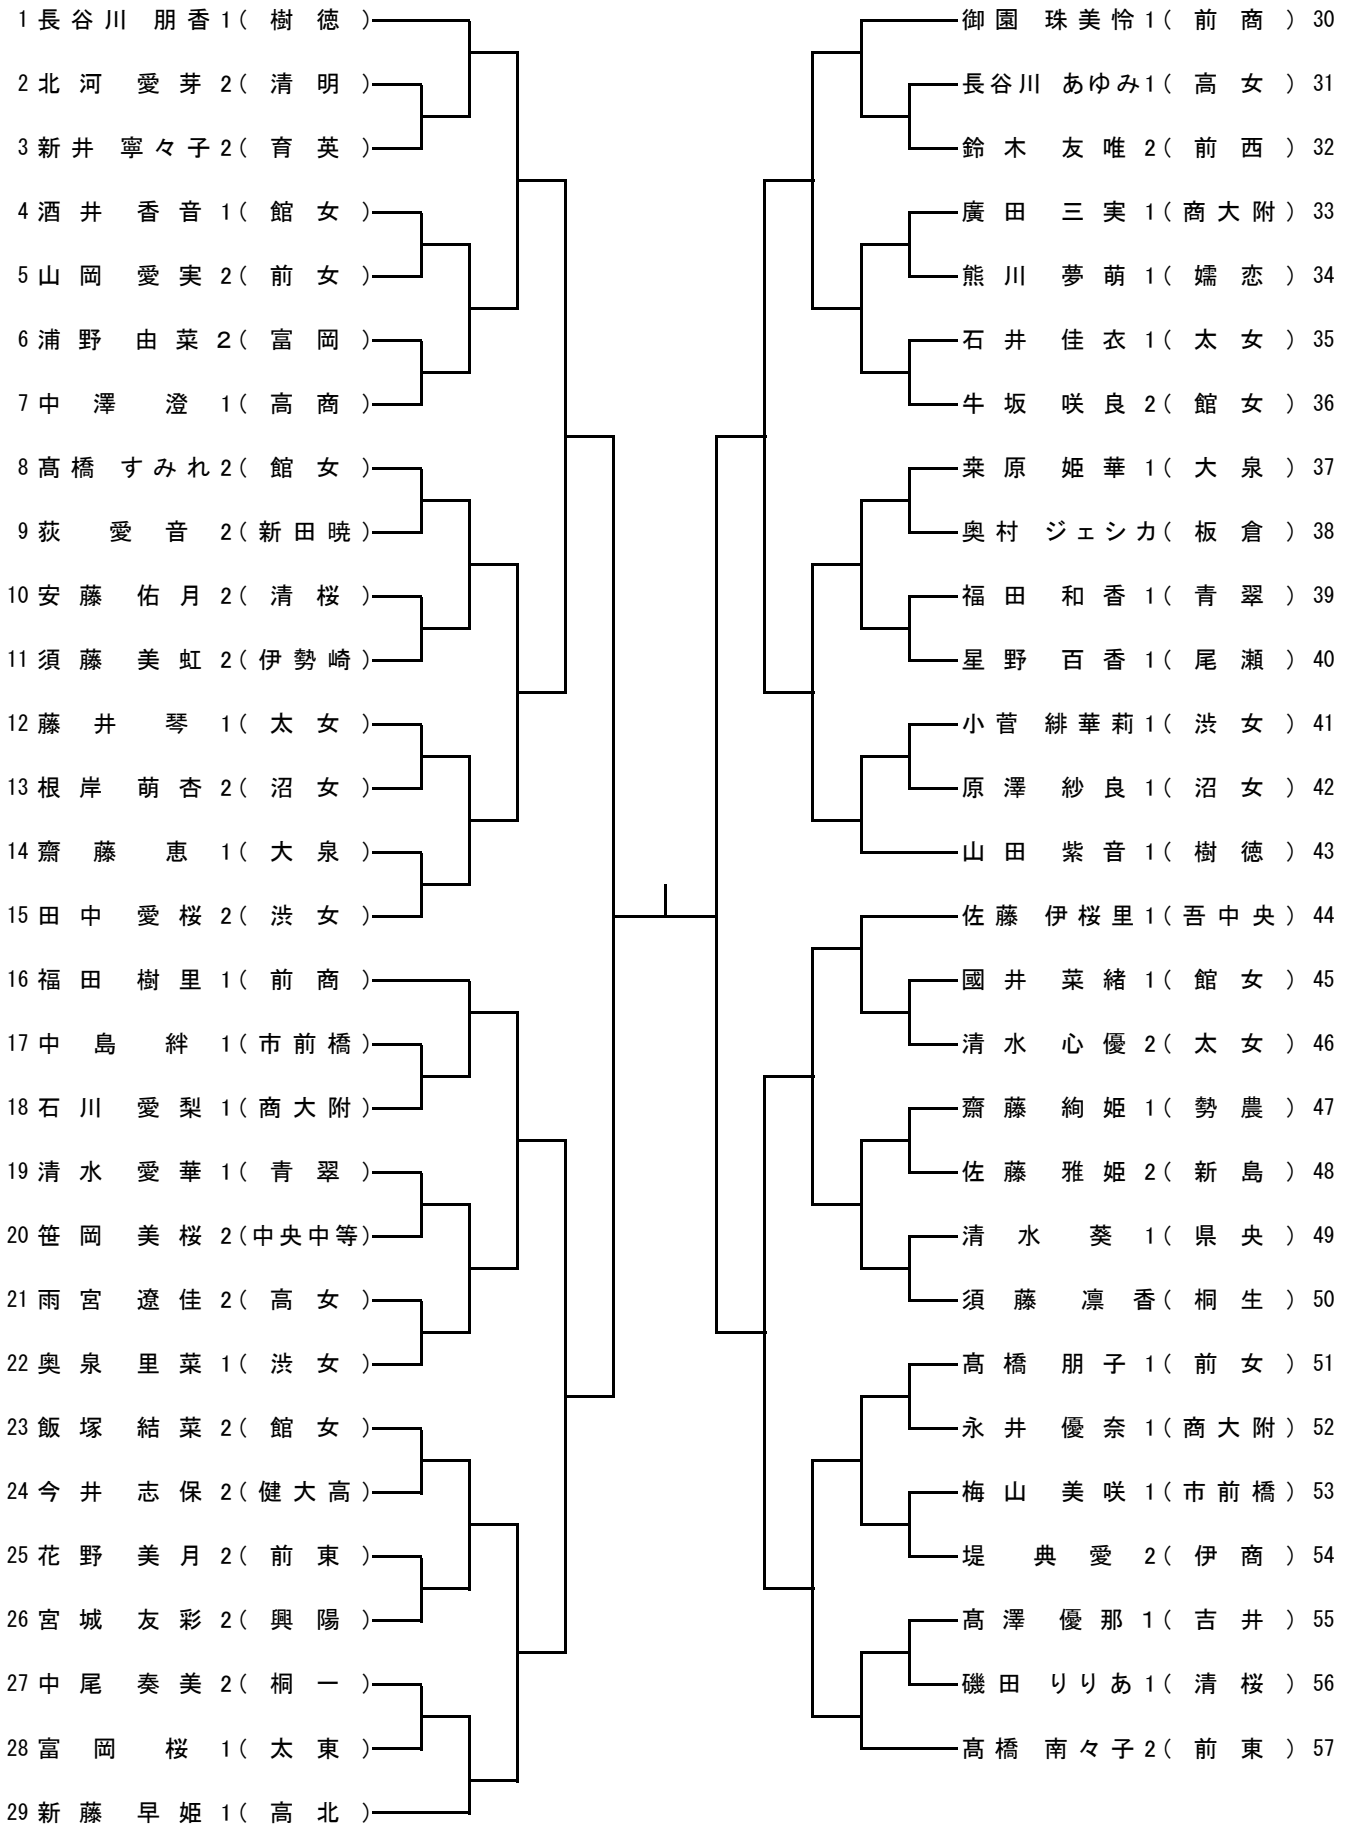 1 長谷川 朋香 1 ( 樹 徳 )
2 北河 愛芽 2 ( 清 明 )
3 新井 寧々子 2 ( 育 英 )
4 酒井 香音 1 ( 館 女 )
5 山岡 愛実 2 ( 前 女 )
6 浦野 由菜 2 ( 富 岡 )
7 中澤 澄 1 ( 高 商 )
8 髙橋 すみれ 2 ( 館 女 )
9 荻 愛音 2 ( 新田暁 )
10 安藤 佑月 2 ( 清 桜 )
11 須藤 美虹 2 ( 伊勢崎 )
12 藤井 琴 1 ( 太 女 )
13 根岸 萌杏 2 ( 沼 女 )
14 齋藤 恵 1 ( 大 泉 )
15 田中 愛桜 2 ( 渋 女 )
16 福田 樹里 1 ( 前 商 )
17 中島 絆 1 ( 市前橋 )
18 石川 愛梨 1 ( 商大附 )
19 清水 愛華 1 ( 青 翠 )
20 笹岡 美桜 2 ( 中央中等 )
21 雨宮 遼佳 2 ( 高 女 )
22 奥泉 里菜 1 ( 渋 女 )
23 飯塚 結菜 2 ( 館 女 )
24 今井 志保 2 ( 健大高 )
25 花野 美月 2 ( 前 東 )
26 宮城 友彩 2 ( 興 陽 )
27 中尾 奏美 2 ( 桐 一 )
28 富岡 桜 1 ( 太 東 )
29 新藤 早姫 1 ( 高 北 )
御園 珠美怜 1 ( 前 商 ) 30
長谷川 あゆみ 1 ( 高 女 ) 31
鈴木 友唯 2 ( 前 西 ) 32
廣田 三実 1 ( 商大附 ) 33
熊川 夢萌 1 ( 嬬 恋 ) 34
石井 佳衣 1 ( 太 女 ) 35
牛坂 咲良 2 ( 館 女 ) 36
桒原 姫華 1 ( 大 泉 ) 37
奥村 ジェシカ ( 板 倉 ) 38
福田 和香 1 ( 青 翠 ) 39
星野 百香 1 ( 尾 瀬 ) 40
小菅 緋華莉 1 ( 渋 女 ) 41
原澤 紗良 1 ( 沼 女 ) 42
山田 紫音 1 ( 樹 徳 ) 43
佐藤 伊桜里 1 ( 吾中央 ) 44
國井 菜緒 1 ( 館 女 ) 45
清水 心優 2 ( 太 女 ) 46
齋藤 絢姫 1 ( 勢 農 ) 47
佐藤 雅姫 2 ( 新 島 ) 48
清水 葵 1 ( 県 央 ) 49
須藤 凛香 ( 桐 生 ) 50
髙橋 朋子 1 ( 前 女 ) 51
永井 優奈 1 ( 商大附 ) 52
梅山 美咲 1 ( 市前橋 ) 53
堤 典愛 2 ( 伊 商 ) 54
髙澤 優那 1 ( 吉 井 ) 55
磯田 りりあ 1 ( 清 桜 ) 56
髙橋 南々子 2 ( 前 東 ) 57